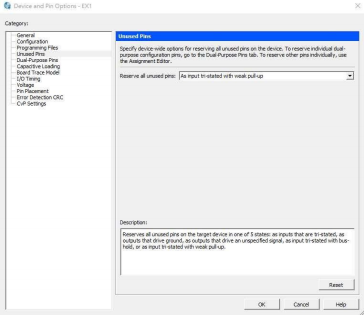 Device and Pin Options - EX1
Category:
General
Configuration
Programming Files
Unused Pins
Dual-Purpose Pins
Capacitive Loading
Board Trace Model
I/O Timing
Voltage
Pin Placement
Error Detection CRC
CvP Settings
Unused Pins
Specify device-wide options for reserving all unused pins on the device. To reserve individual dual-
purpose configuration pins, go to the Dual-Purpose Pins tab. To reserve other pins individually, use
the Assignment Editor.
Reserve all unused pins: As input tri-stated with weak pull-up
Description:
Reserves all unused pins on the target device in one of 5 states: as inputs that are tri-stated, as
outputs that drive ground, as outputs that drive an unspecified signal, as input tri-stated with bus-
hold, or as input tri-stated with weak pull-up.
Reset
OK Cancel Help